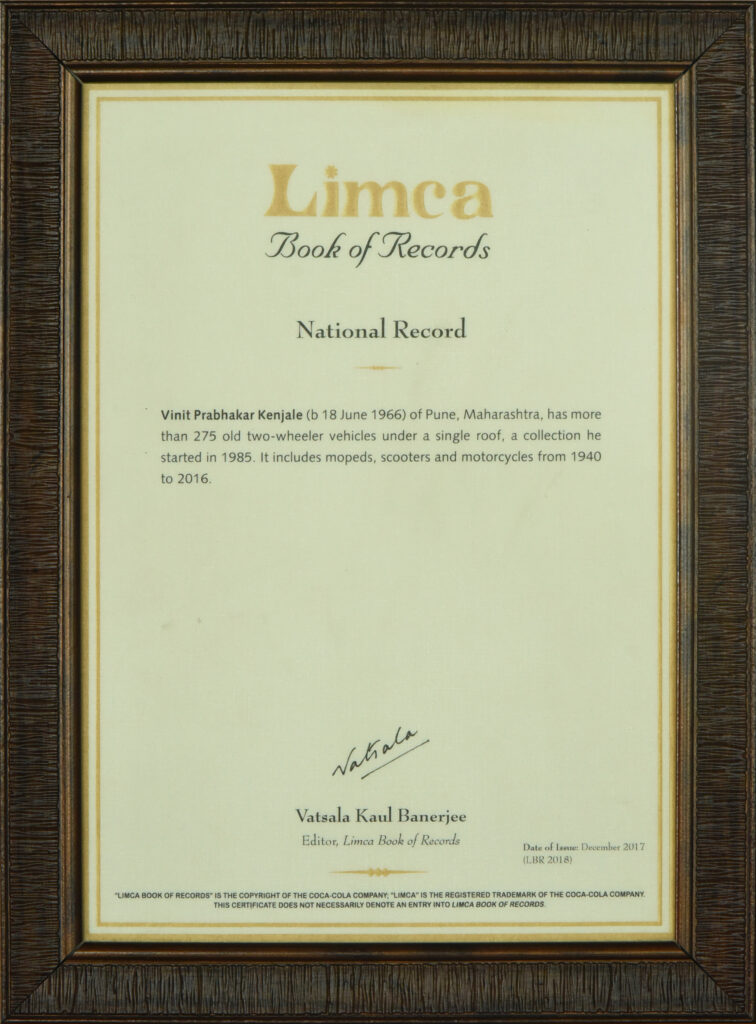 Limca
Book of Records
National Record
Vinit Prabhakar Kenjale (b 18 June 1966) of Pune, Maharashtra, has more
than 275 old two-wheeler vehicles under a single roof, a collection he
started in 1985. It includes mopeds, scooters and motorcycles from 1940
to 2016.
Vatsala
Vatsala Kaul Banerjee
Editor, Limca Book of Records
Date of Issue: December 2017
(LBR 2018)
"LIMCA BOOK OF RECORDS" IS THE COPYRIGHT OF THE COCA-COLA COMPANY; "LIMCA" IS THE REGISTERED TRADEMARK OF THE COCA-COLA COMPANY.
THIS CERTIFICATE DOES NOT NECESSARILY DENOTE AN ENTRY INTO LIMCA BOOK OF RECORDS.